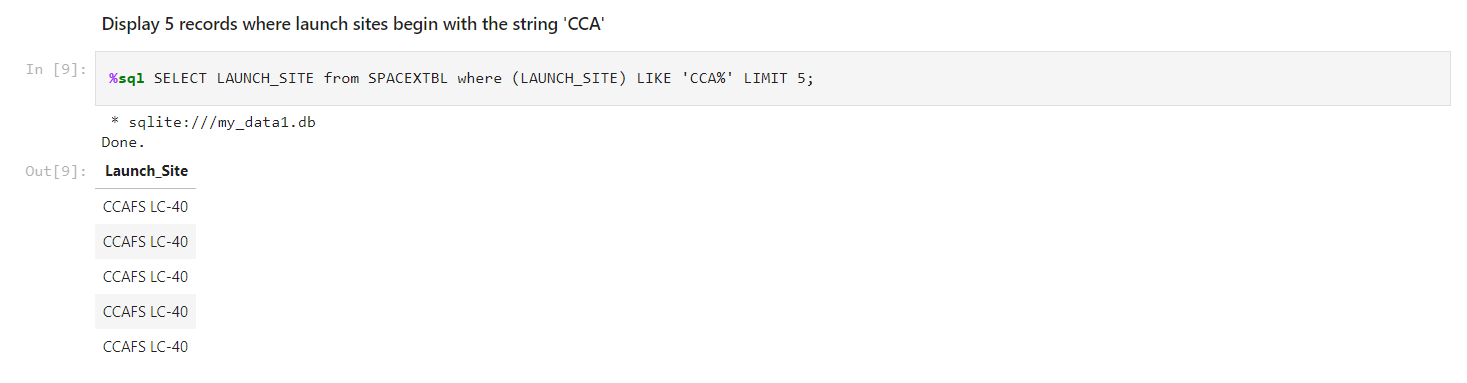 Display 5 records where launch sites begin with the string 'CCA'
In [9]: %sql SELECT LAUNCH_SITE from SPACEXTBL where (LAUNCH_SITE) LIKE 'CCA%' LIMIT 5;
* sqlite:///my_data1.db
Done.
Out[9]: Launch_Site
CCAFS LC-40
CCAFS LC-40
CCAFS LC-40
CCAFS LC-40
CCAFS LC-40